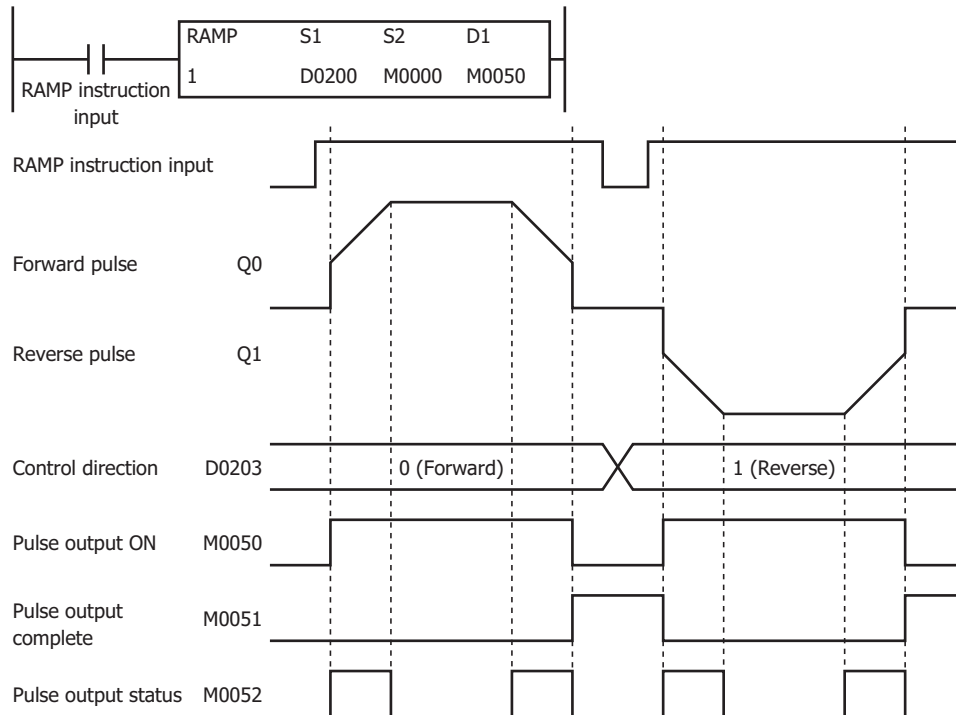 RAMP S1 S2 D1
1 D0200 M0000 M0050
RAMP instruction
input
RAMP instruction input
Forward pulse Q0
Reverse pulse Q1
Control direction D0203 0 (Forward) 1 (Reverse)
Pulse output ON M0050
Pulse output
complete M0051
Pulse output status M0052